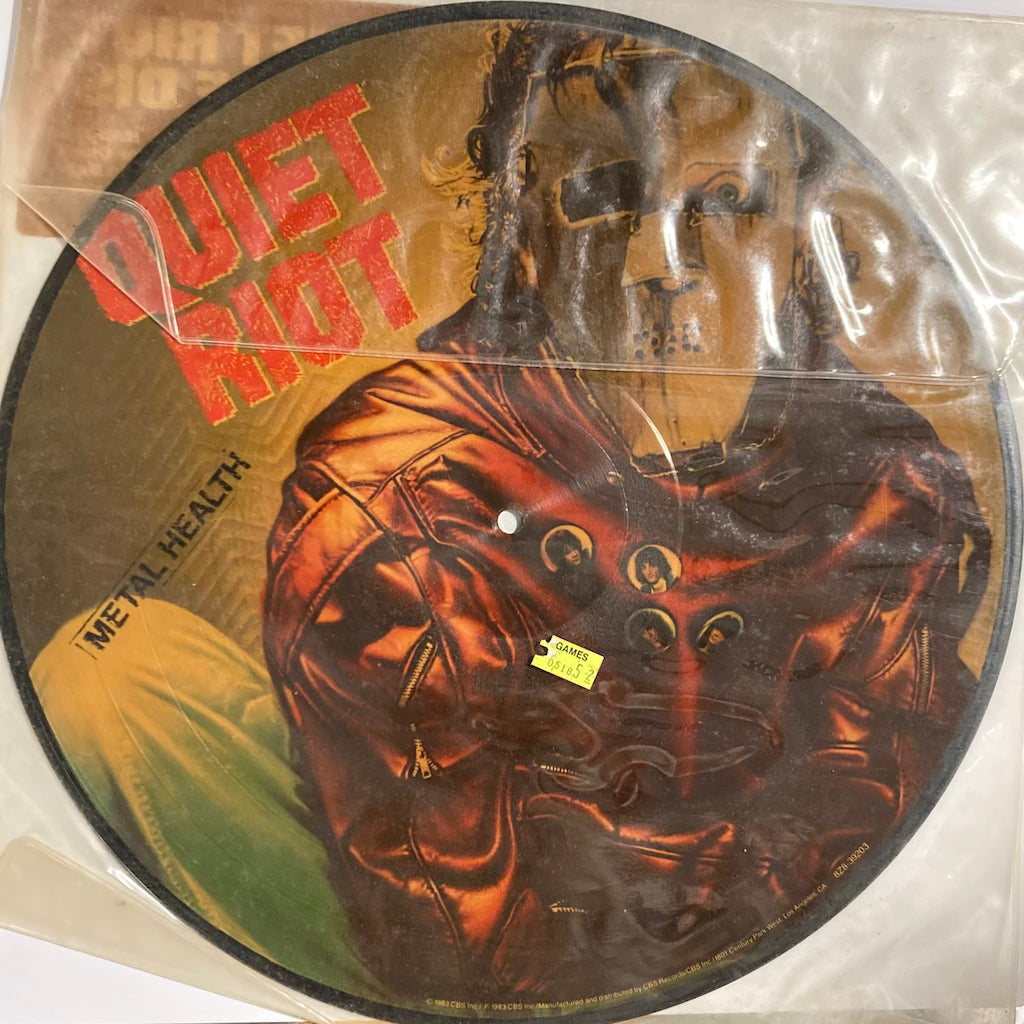 QUIET
RIOT
METAL HEALTH
GAMES
8Z8-39203
© 1983 CBS Inc./ ℗ 1983 CBS Inc./Manufactured and distributed by CBS Records/CBS Inc./1801 Century Park West, Los Angeles, CA